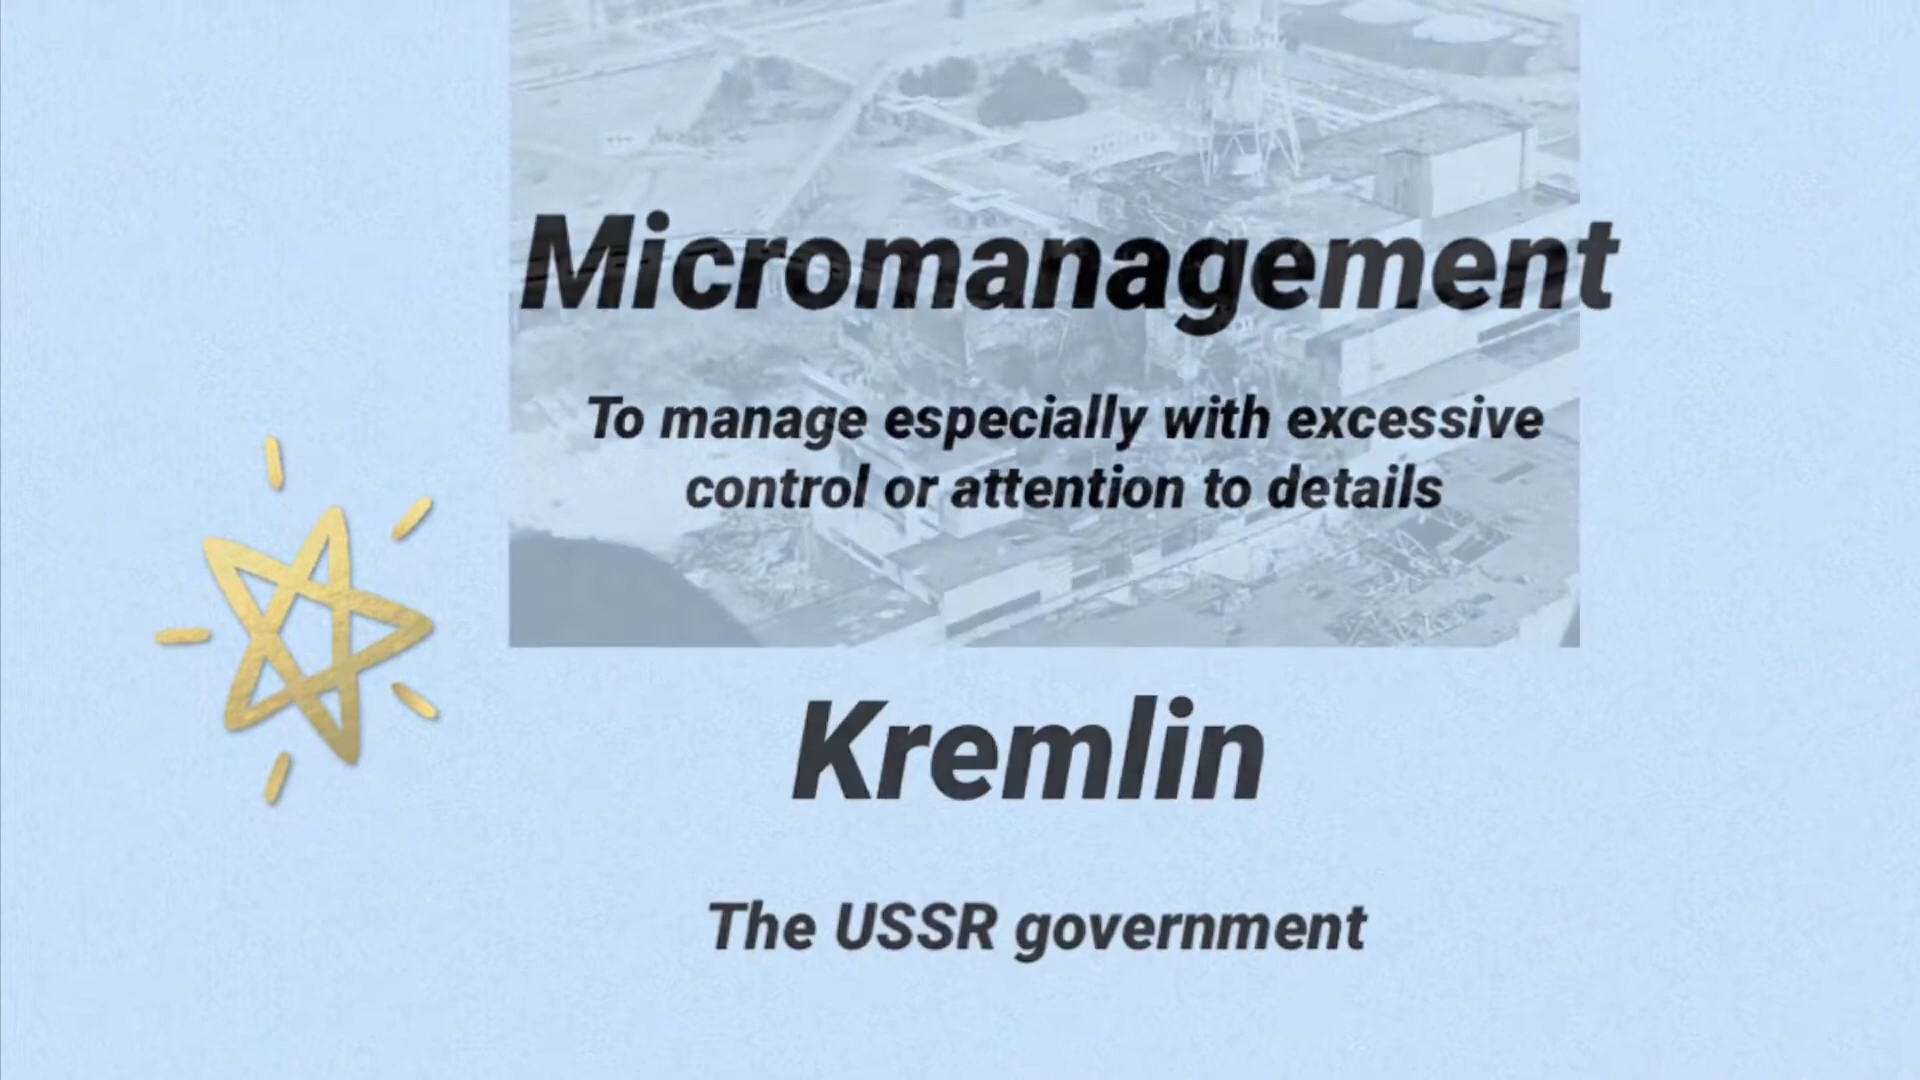 Micromanagement
To manage especially with excessive
control or attention to details
Kremlin
The USSR government